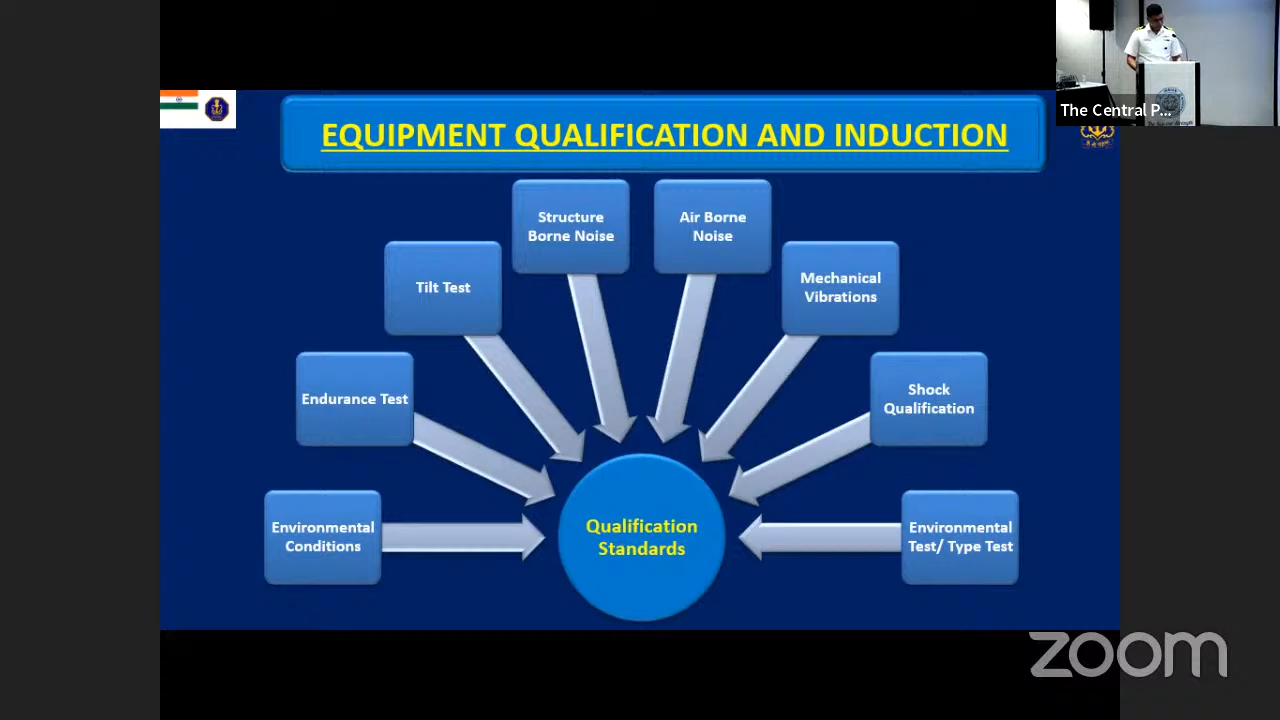 The Central P...
EQUIPMENT QUALIFICATION AND INDUCTION
Structure
Borne Noise
Air Borne
Noise
Tilt Test
Mechanical
Vibrations
Endurance Test
Shock
Qualification
Environmental
Conditions
Qualification
Standards
Environmental
Test/ Type Test
zoom